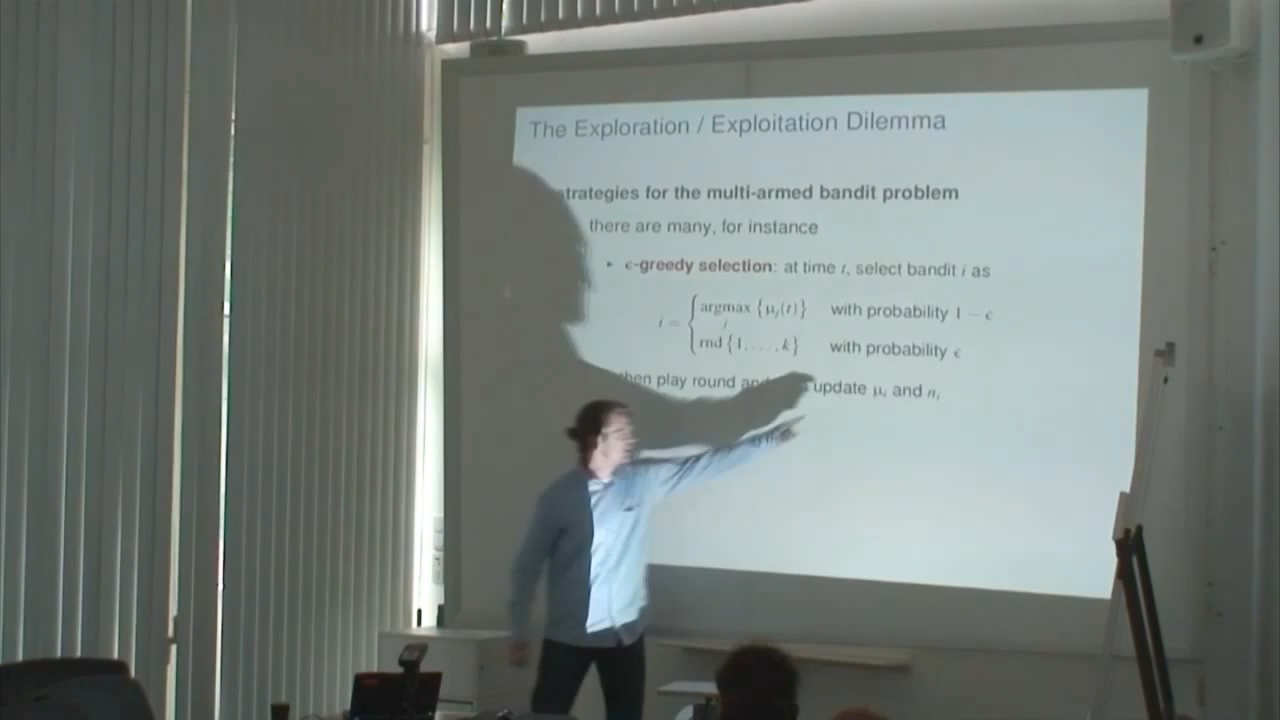 The Exploration / Exploitation Dilemma
strategies for the multi-armed bandit problem
there are many, for instance
▸ ϵ-greedy selection: at time t, select bandit i as
i = { argmax_j {μ_j(t)} with probability 1 − ϵ
rnd {1, . . . , k} with probability ϵ
then play round update μ_i and n_i